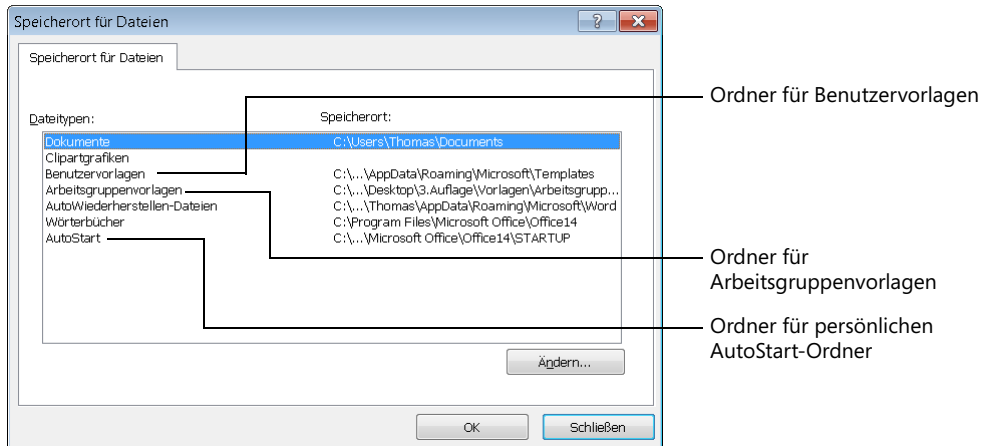 Speicherort für Dateien
Speicherort für Dateien
Dateitypen: Speicherort:
Dokumente C:\Users\Thomas\Documents
Clipartgrafiken
Benutzervorlagen C:\...\AppData\Roaming\Microsoft\Templates
Arbeitsgruppenvorlagen C:\...\Desktop\3.Auflage\Vorlagen\Arbeitsgrupp...
AutoWiederherstellen-Dateien C:\...\Thomas\AppData\Roaming\Microsoft\Word
Wörterbücher C:\Program Files\Microsoft Office\Office14
AutoStart C:\...\Microsoft Office\Office14\STARTUP
Ändern...
OK Schließen
Ordner für Benutzervorlagen
Ordner für
Arbeitsgruppenvorlagen
Ordner für persönlichen
AutoStart-Ordner